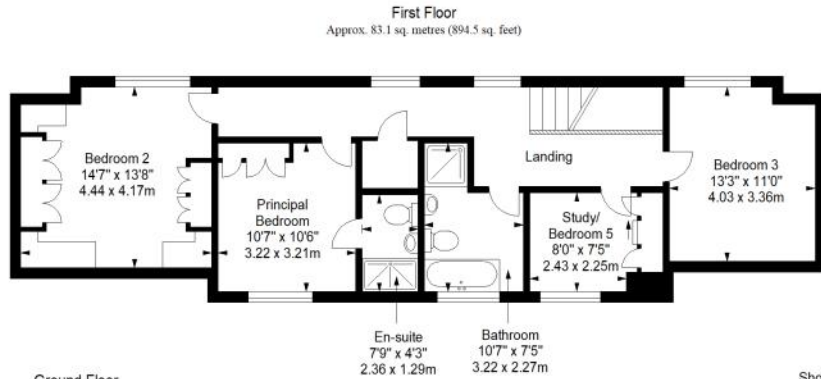 First Floor
Approx. 83.1 sq. metres (894.5 sq. feet)
Bedroom 2
14'7" x 13'8"
4.44 x 4.17m
Principal
Bedroom
10'7" x 10'6"
3.22 x 3.21m
Landing
Study/
Bedroom 5
8'0" x 7'5"
2.43 x 2.25m
Bedroom 3
13'3" x 11'0"
4.03 x 3.36m
En-suite
7'9" x 4'3"
2.36 x 1.29m
Bathroom
10'7" x 7'5"
3.22 x 2.27m